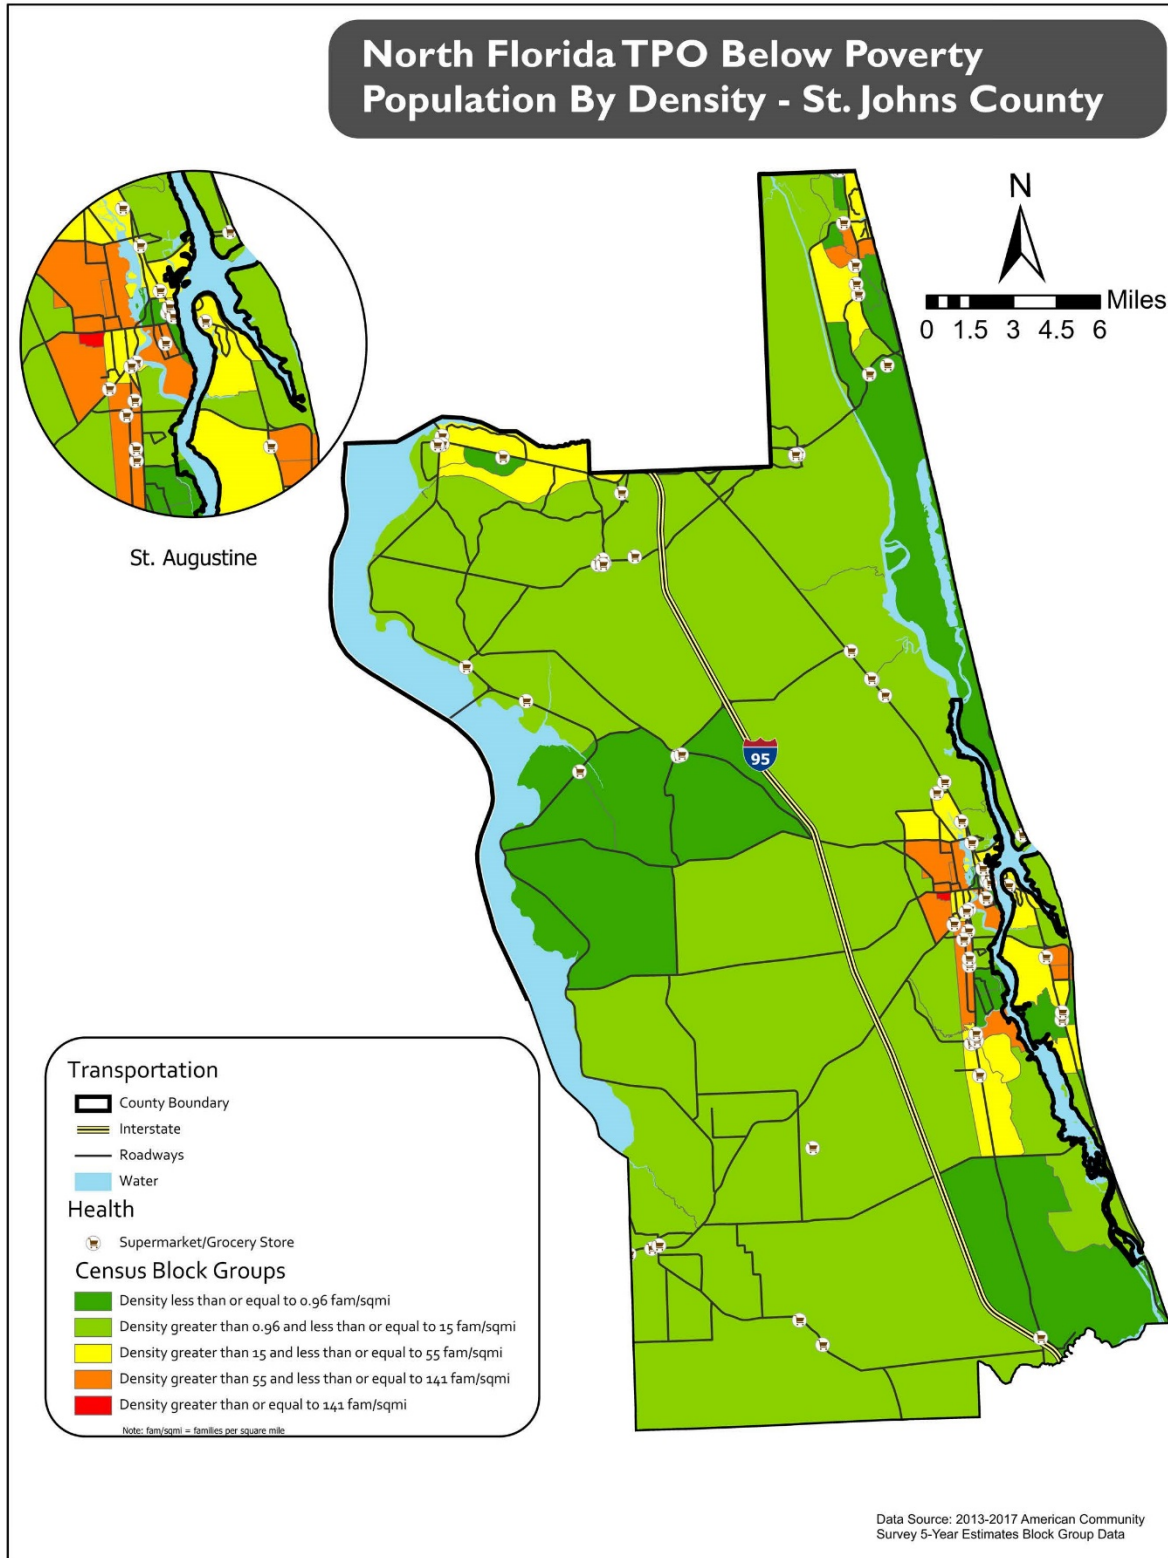 North Florida TPO Below Poverty
Population By Density - St. Johns County
N
Miles
0 1.5 3 4.5 6
St. Augustine
95
Transportation
County Boundary
Interstate
Roadways
Water
Health
Supermarket/Grocery Store
Census Block Groups
Density less than or equal to 0.96 fam/sqmi
Density greater than 0.96 and less than or equal to 15 fam/sqmi
Density greater than 15 and less than or equal to 55 fam/sqmi
Density greater than 55 and less than or equal to 141 fam/sqmi
Density greater than or equal to 141 fam/sqmi
Note: fam/sqmi = families per square mile
Data Source: 2013-2017 American Community
Survey 5-Year Estimates Block Group Data